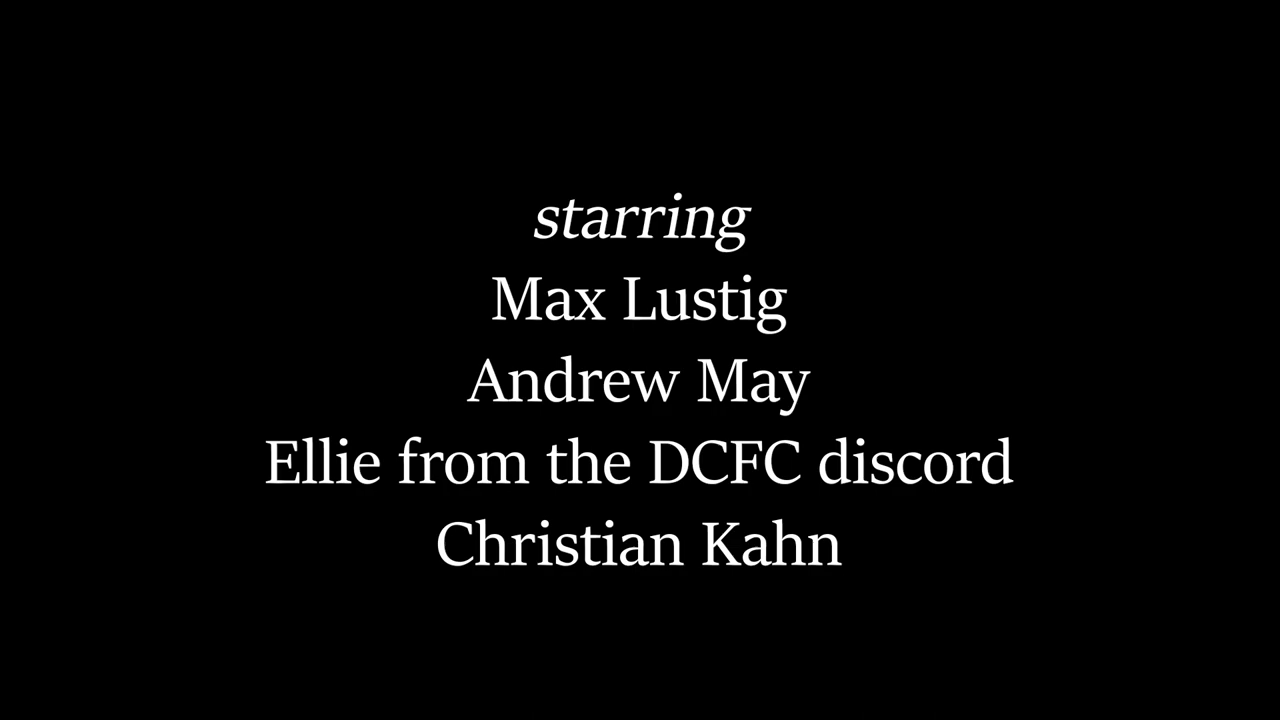 starring
Max Lustig
Andrew May
Ellie from the DCFC discord
Christian Kahn